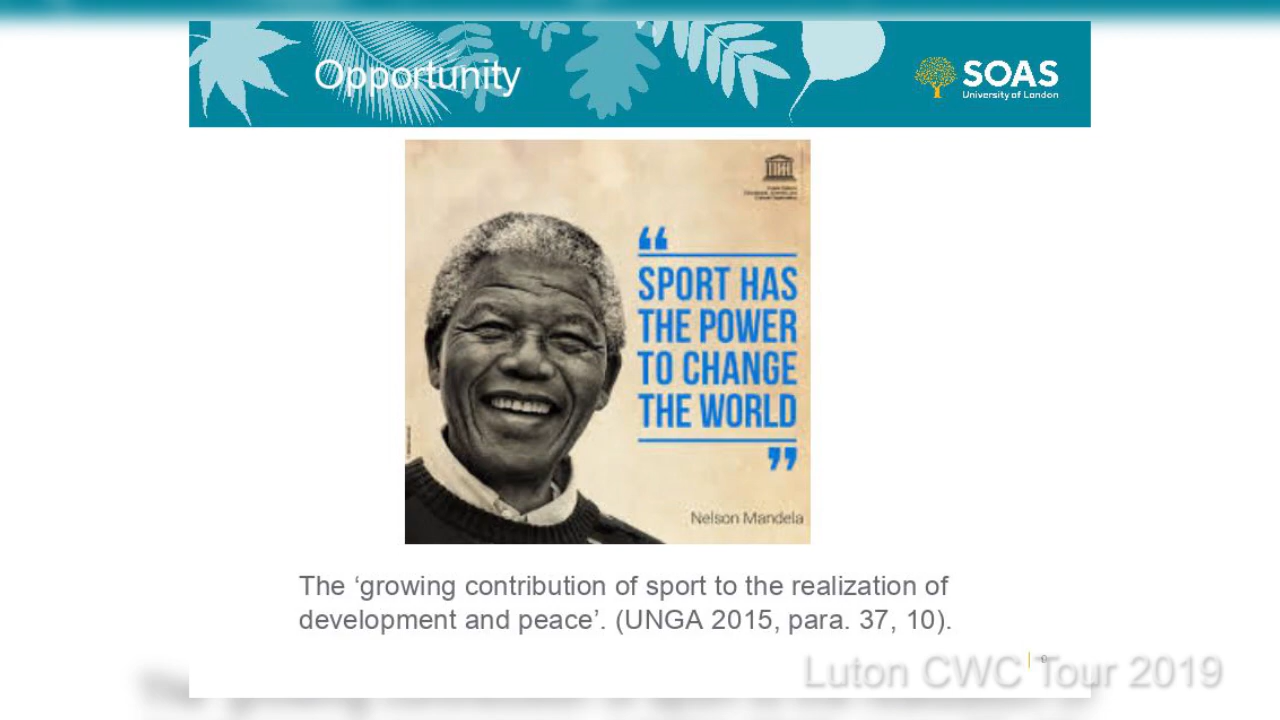 Opportunity
SOAS
University of London
“
SPORT HAS
THE POWER
TO CHANGE
THE WORLD
”
Nelson Mandela
The ‘growing contribution of sport to the realization of
development and peace’. (UNGA 2015, para. 37, 10).
Luton CWC Tour 2019